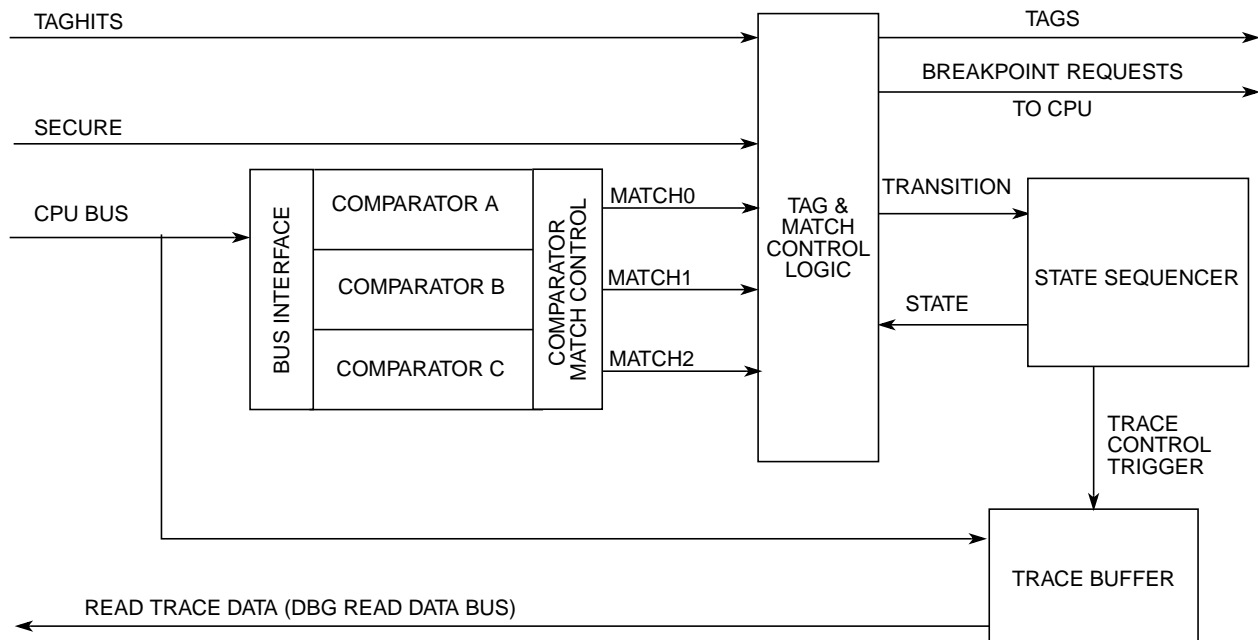 TAGHITS
TAGS
BREAKPOINT REQUESTS
TO CPU
SECURE
CPU BUS
BUS INTERFACE
COMPARATOR A
COMPARATOR B
COMPARATOR C
COMPARATOR
MATCH CONTROL
MATCH0
MATCH1
MATCH2
TAG &
MATCH
CONTROL
LOGIC
TRANSITION
STATE
STATE SEQUENCER
TRACE
CONTROL
TRIGGER
TRACE BUFFER
READ TRACE DATA (DBG READ DATA BUS)